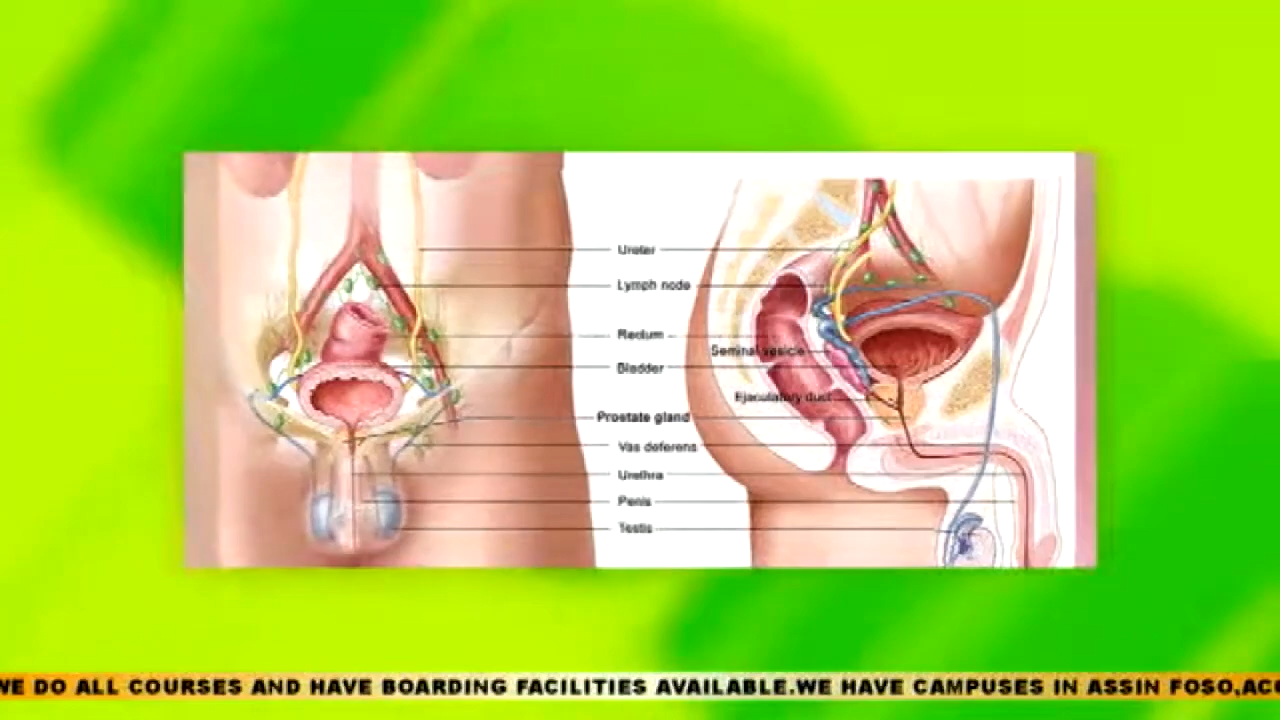 Ureter
Lymph node
Rectum
Seminal vesicle
Bladder
Ejaculatory duct
Prostate gland
Vas deferens
Urethra
Penis
Testis
WE DO ALL COURSES AND HAVE BOARDING FACILITIES AVAILABLE.WE HAVE CAMPUSES IN ASSIN FOSO,ACC